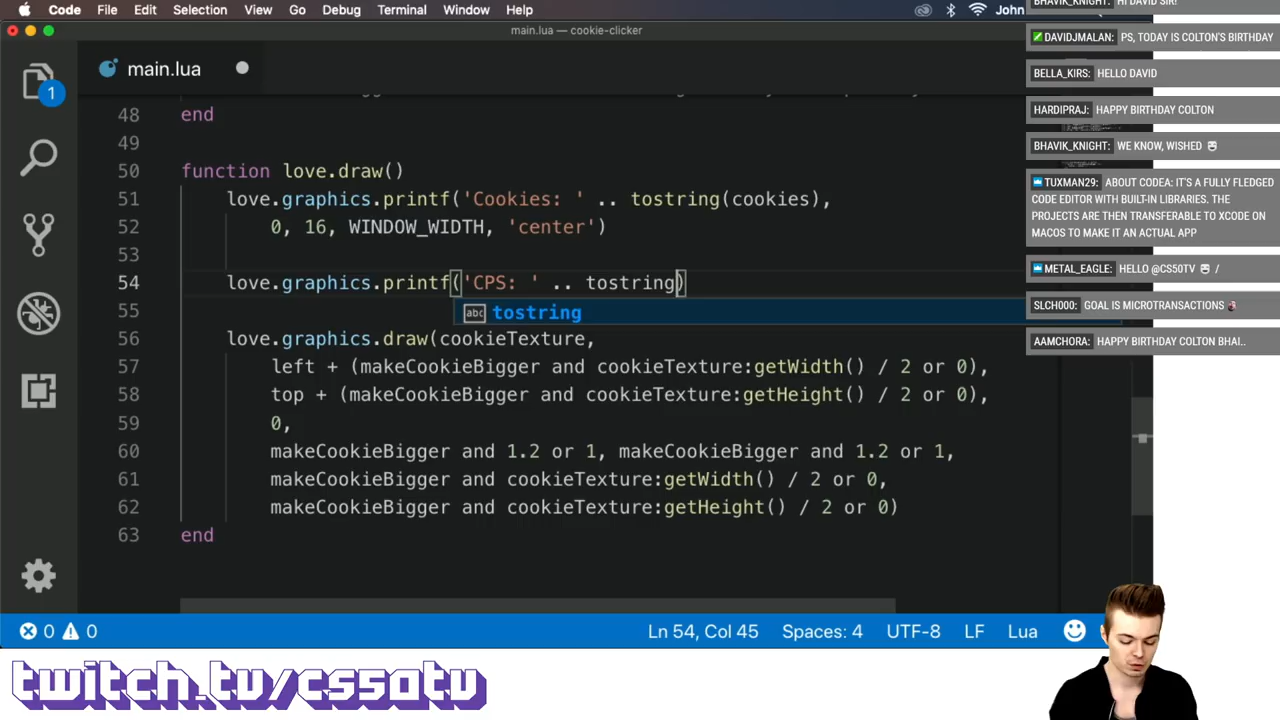 Code File Edit Selection View Go Debug Terminal Window Help John
main.lua — cookie-clicker
main.lua
1
48 end
49
50 function love.draw()
51 love.graphics.printf('Cookies: ' .. tostring(cookies),
52 0, 16, WINDOW_WIDTH, 'center')
53
54 love.graphics.printf('CPS: ' .. tostring)
abc tostring
55
56 love.graphics.draw(cookieTexture,
57 left + (makeCookieBigger and cookieTexture:getWidth() / 2 or 0),
58 top + (makeCookieBigger and cookieTexture:getHeight() / 2 or 0),
59 0,
60 makeCookieBigger and 1.2 or 1, makeCookieBigger and 1.2 or 1,
61 makeCookieBigger and cookieTexture:getWidth() / 2 or 0,
62 makeCookieBigger and cookieTexture:getHeight() / 2 or 0)
63 end
0 0 Ln 54, Col 45 Spaces: 4 UTF-8 LF Lua
twitch.tv/cs50tv
BHAVIK_KNIGHT: HI DAVID SIR!
DAVIDJMALAN: PS, TODAY IS COLTON'S BIRTHDAY
BELLA_KIRS: HELLO DAVID
HARDIPRAJ: HAPPY BIRTHDAY COLTON
BHAVIK_KNIGHT: WE KNOW, WISHED
TUXMAN29: ABOUT CODEA: IT'S A FULLY FLEDGED
CODE EDITOR WITH BUILT-IN LIBRARIES. THE
PROJECTS ARE THEN TRANSFERABLE TO XCODE ON
MACOS TO MAKE IT AN ACTUAL APP
METAL_EAGLE: HELLO @CS50TV /
SLCH000: GOAL IS MICROTRANSACTIONS
AAMCHORA: HAPPY BIRTHDAY COLTON BHAI..